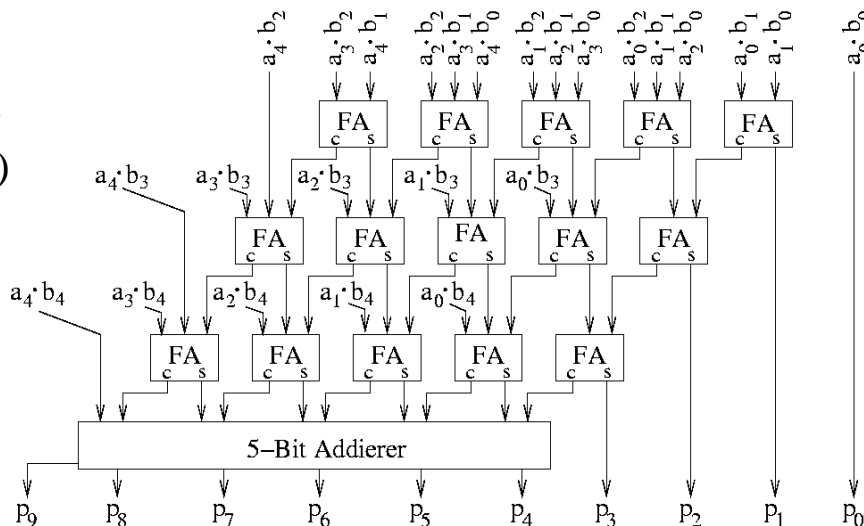 a4·b2 a3·b2 a4·b1 a2·b2 a3·b1 a4·b0 a1·b2 a2·b1 a3·b0 a0·b2 a1·b1 a2·b0 a0·b1 a1·b0 a0·b0
FA FA FA FA FA
c s c s c s c s c s
)
a4·b3 a3·b3 a2·b3 a1·b3 a0·b3
FA FA FA FA FA
c s c s c s c s c s
a4·b4 a3·b4 a2·b4 a1·b4 a0·b4
FA FA FA FA FA
c s c s c s c s c s
5–Bit Addierer
p9 p8 p7 p6 p5 p4 p3 p2 p1 p0